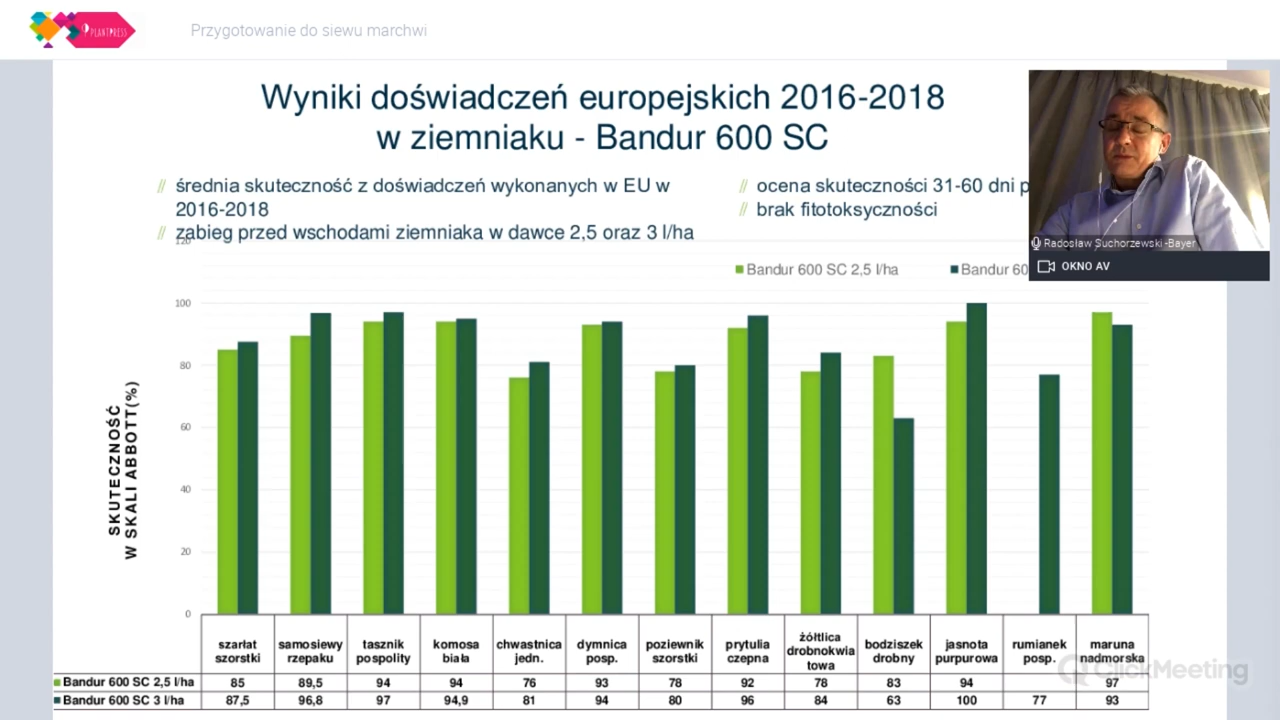 PLANTPRESS
Przygotowanie do siewu marchwi
Wyniki doświadczeń europejskich 2016-2018
w ziemniaku - Bandur 600 SC
// średnia skuteczność z doświadczeń wykonanych w EU w
2016-2018
// zabieg przed wschodami ziemniaka w dawce 2,5 oraz 3 l/ha
// ocena skuteczności 31-60 dni p
// brak fitotoksyczności
Radosław Suchorzewski -Bayer
OKNO AV
Bandur 600 SC 2,5 l/ha
Bandur 60
SKUTECZNOŚĆ
W SKALI ABBOTT(%)
120
100
80
60
40
20
0
szarłat szorstki
samosiewy rzepaku
tasznik pospolity
komosa biała
chwastnica jedn.
dymnica posp.
poziewnik szorstki
prytulia czepna
żółtlica drobnokwia towa
bodziszek drobny
jasnota purpurowa
rumianek posp.
maruna nadmorska
Bandur 600 SC 2,5 l/ha 85 89,5 94 94 76 93 78 92 78 83 94 97
Bandur 600 SC 3 l/ha 87,5 96,8 97 94,9 81 94 80 96 84 63 100 77 93
ClickMeeting